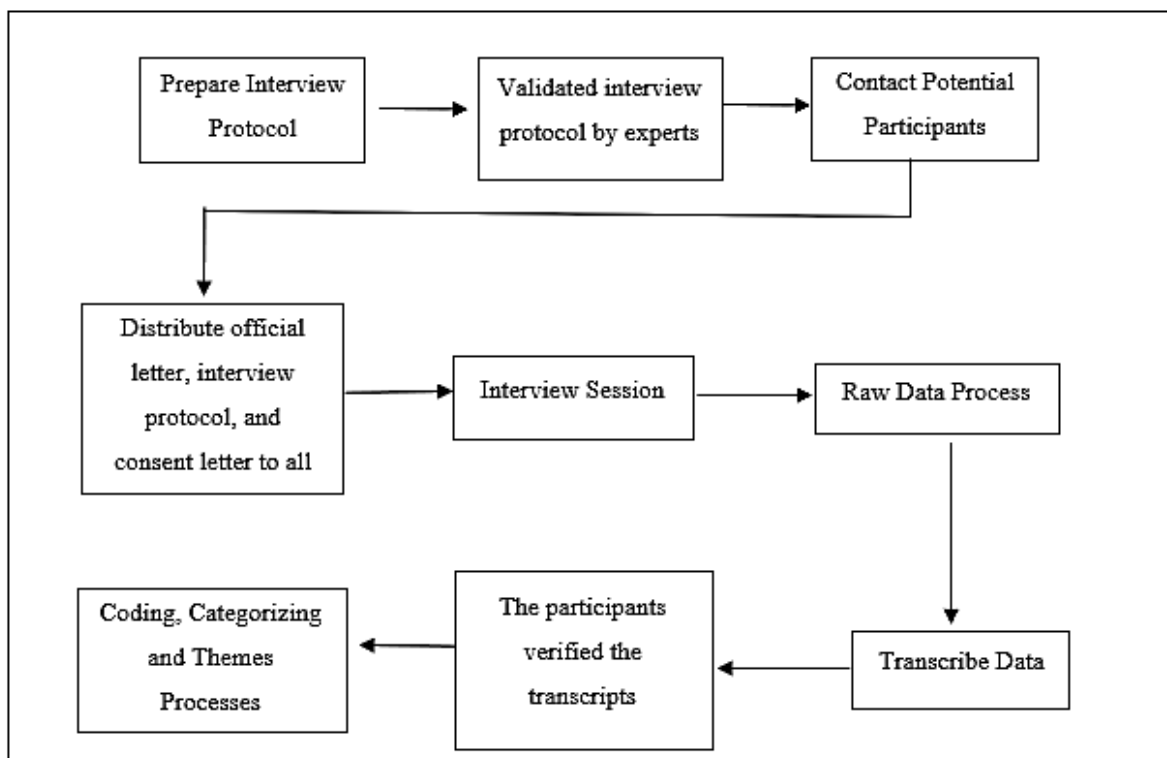 Prepare Interview
Protocol
Validated interview
protocol by experts
Contact Potential
Participants
Distribute official
letter, interview
protocol, and
consent letter to all
Interview Session
Raw Data Process
Transcribe Data
The participants
verified the
transcripts
Coding, Categorizing
and Themes
Processes